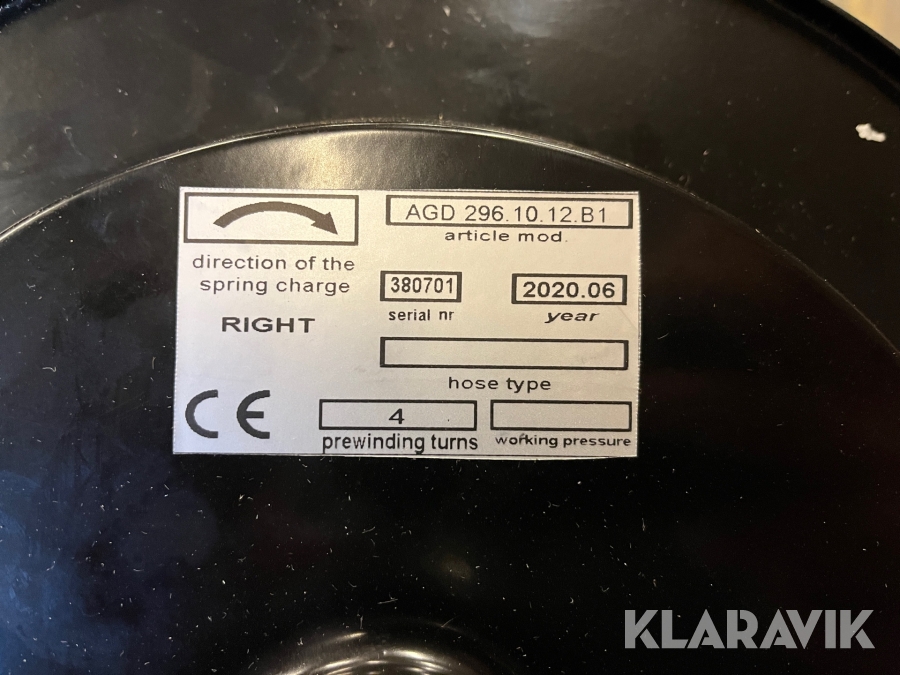 AGD 296.10.12.B1
article mod.
direction of the
spring charge
RIGHT
380701
serial nr
2020.06
year
hose type
CE
4
prewinding turns
working pressure
KLARAVIK